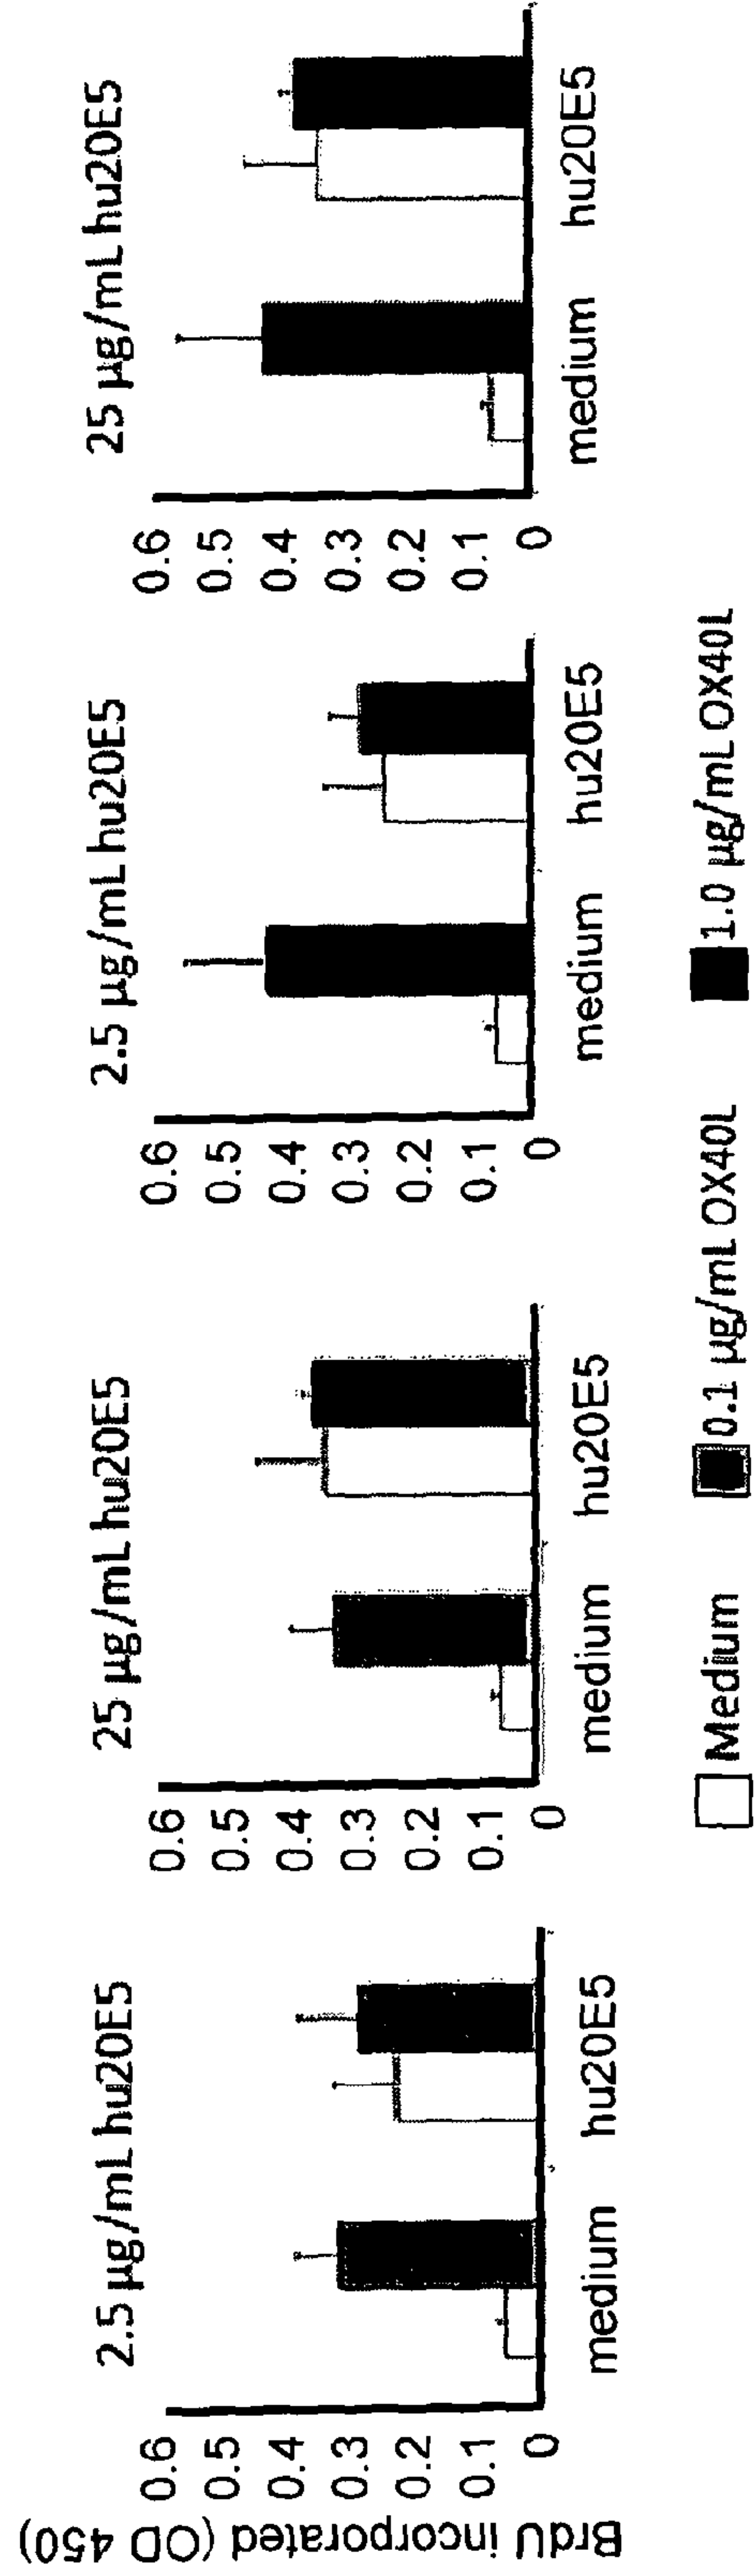 BrdU incorporated (OD 450)
2.5 µg/mL hu20E5
0.6
0.5
0.4
0.3
0.2
0.1
0
medium hu20E5
25 µg/mL hu20E5
0.6
0.5
0.4
0.3
0.2
0.1
0
medium hu20E5
2.5 µg/mL hu20E5
0.6
0.5
0.4
0.3
0.2
0.1
0
medium hu20E5
25 µg/mL hu20E5
0.6
0.5
0.4
0.3
0.2
0.1
0
medium hu20E5
Medium 0.1 µg/mL OX40L 1.0 µg/mL OX40L